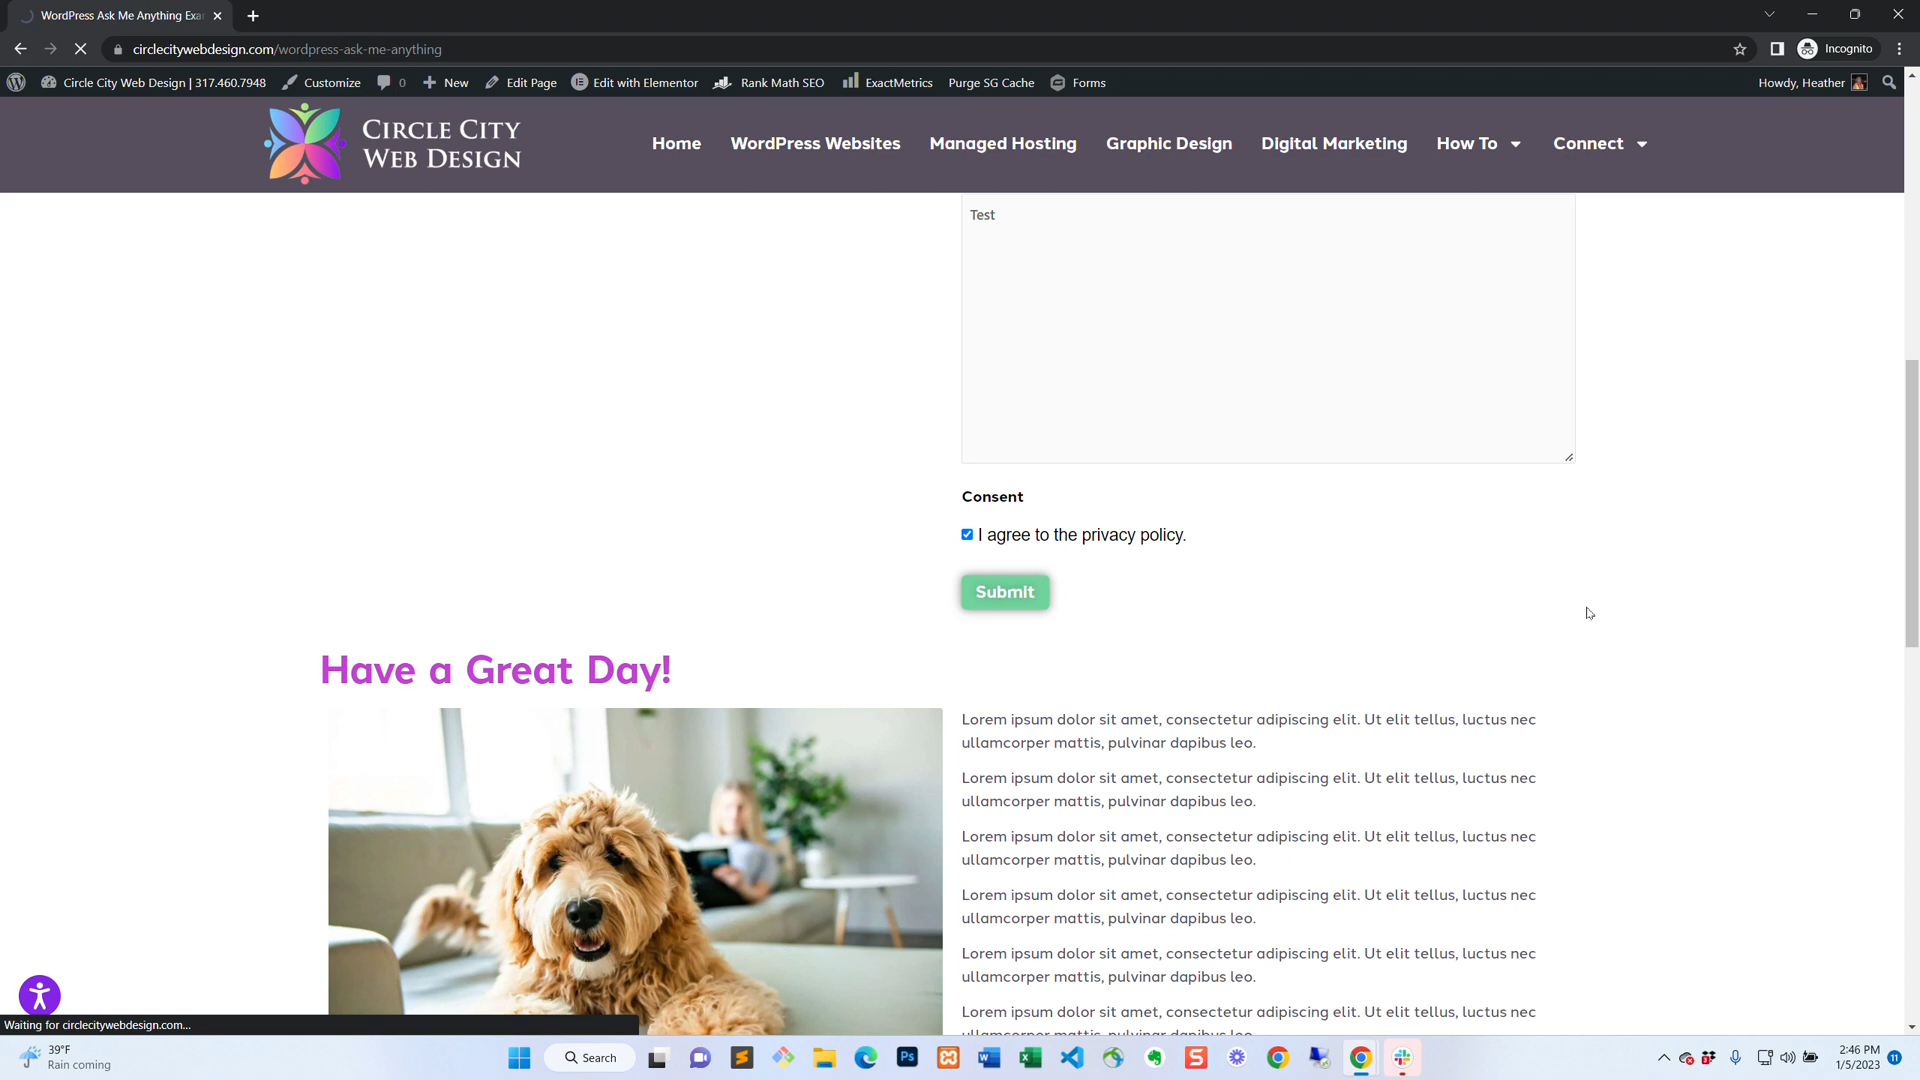 WordPress Ask Me Anything Exa
circlecitywebdesign.com/wordpress-ask-me-anything
Incognito
Circle City Web Design | 317.460.7948
Customize
0
New
Edit Page
Edit with Elementor
Rank Math SEO
ExactMetrics
Purge SG Cache
Forms
Howdy, Heather
CIRCLE CITY
WEB DESIGN
Home
WordPress Websites
Managed Hosting
Graphic Design
Digital Marketing
How To
Connect
Test
Consent
I agree to the privacy policy.
Submit
Have a Great Day!
Lorem ipsum dolor sit amet, consectetur adipiscing elit. Ut elit tellus, luctus nec
ullamcorper mattis, pulvinar dapibus leo.
Lorem ipsum dolor sit amet, consectetur adipiscing elit. Ut elit tellus, luctus nec
ullamcorper mattis, pulvinar dapibus leo.
Lorem ipsum dolor sit amet, consectetur adipiscing elit. Ut elit tellus, luctus nec
ullamcorper mattis, pulvinar dapibus leo.
Lorem ipsum dolor sit amet, consectetur adipiscing elit. Ut elit tellus, luctus nec
ullamcorper mattis, pulvinar dapibus leo.
Lorem ipsum dolor sit amet, consectetur adipiscing elit. Ut elit tellus, luctus nec
ullamcorper mattis, pulvinar dapibus leo.
Lorem ipsum dolor sit amet, consectetur adipiscing elit. Ut elit tellus, luctus nec
ullamcorper mattis, pulvinar dapibus leo.
Waiting for circlecitywebdesign.com...
39°F
Rain coming
Search
Ps
2:46 PM
1/5/2023
11